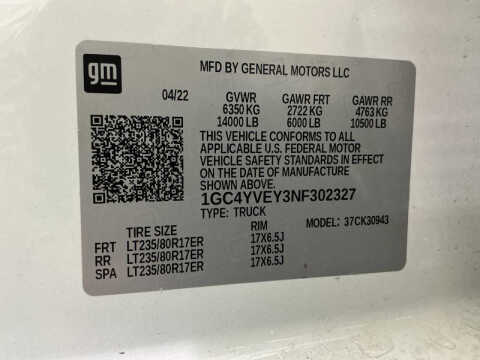 gm
MFD BY GENERAL MOTORS LLC
04/22 GVWR GAWR FRT GAWR RR
6350 KG 2722 KG 4763 KG
14000 LB 6000 LB 10500 LB
THIS VEHICLE CONFORMS TO ALL
APPLICABLE U.S. FEDERAL MOTOR
VEHICLE SAFETY STANDARDS IN EFFECT
ON THE DATE OF MANUFACTURE
SHOWN ABOVE.
1GC4YVEY3NF302327
TYPE: TRUCK MODEL: 37CK30943
TIRE SIZE RIM
FRT LT235/80R17ER 17X6.5J
RR LT235/80R17ER 17X6.5J
SPA LT235/80R17ER 17X6.5J